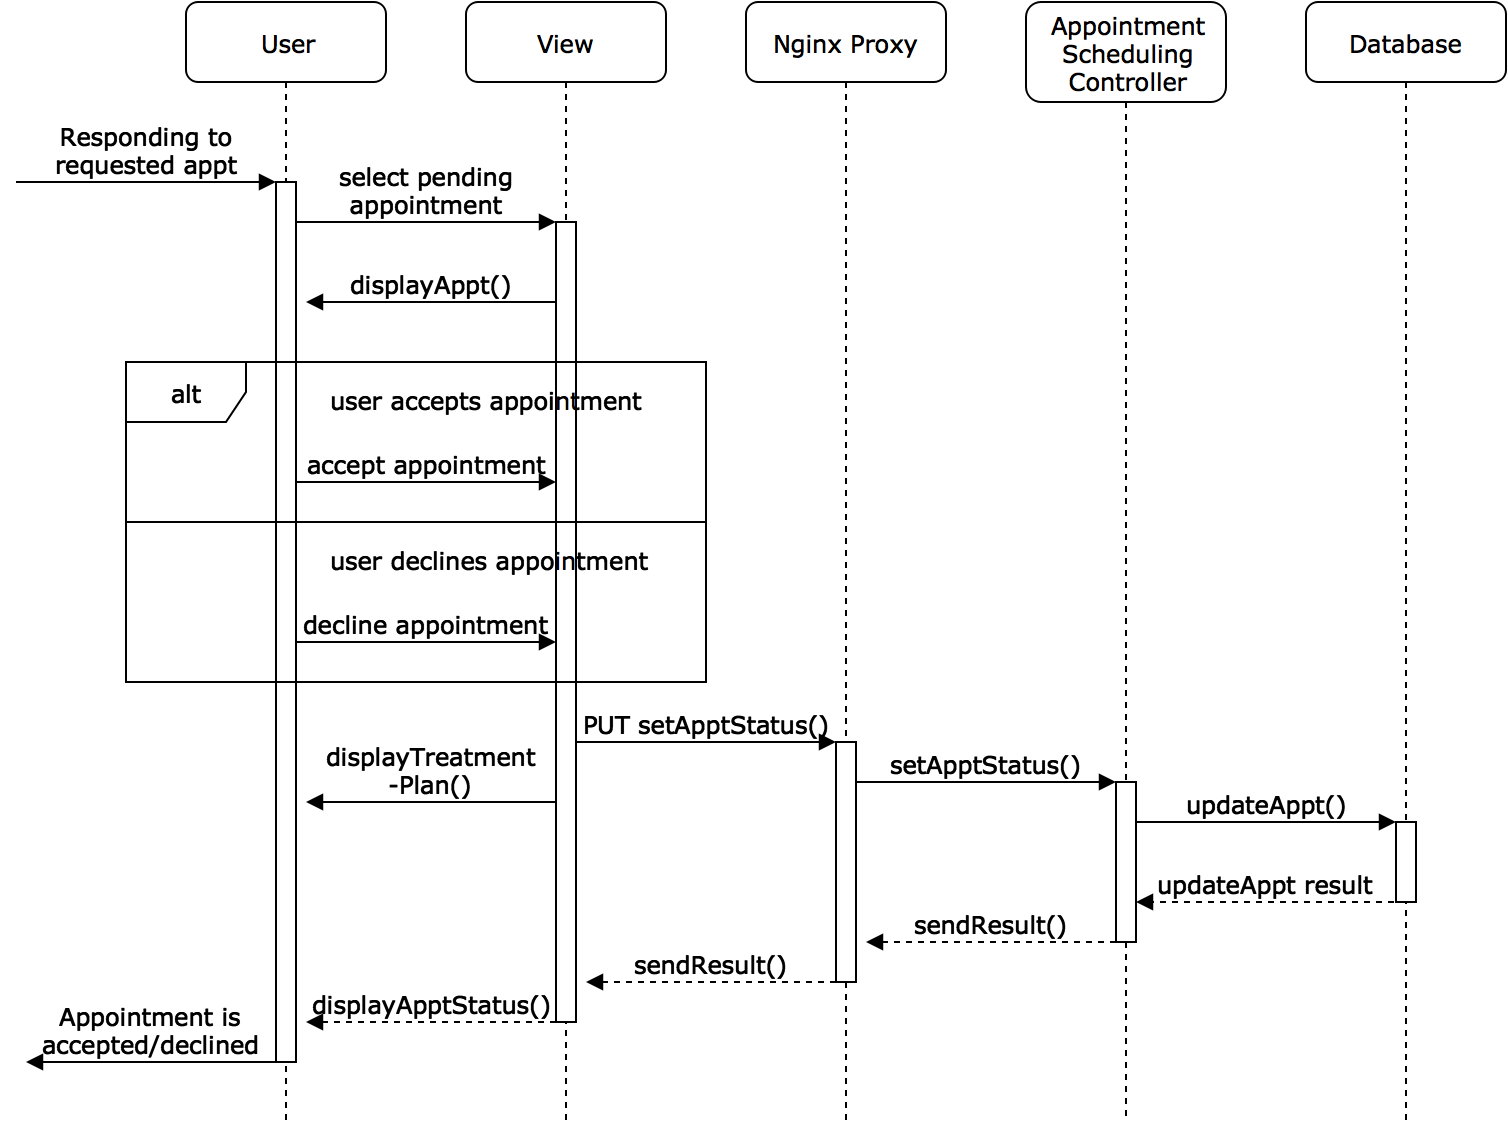 User
View
Nginx Proxy
Appointment
Scheduling
Controller
Database
Responding to
requested appt
select pending
appointment
displayAppt()
alt
user accepts appointment
accept appointment
user declines appointment
decline appointment
PUT setApptStatus()
displayTreatment
-Plan()
setApptStatus()
updateAppt()
updateAppt result
sendResult()
sendResult()
displayApptStatus()
Appointment is
accepted/declined